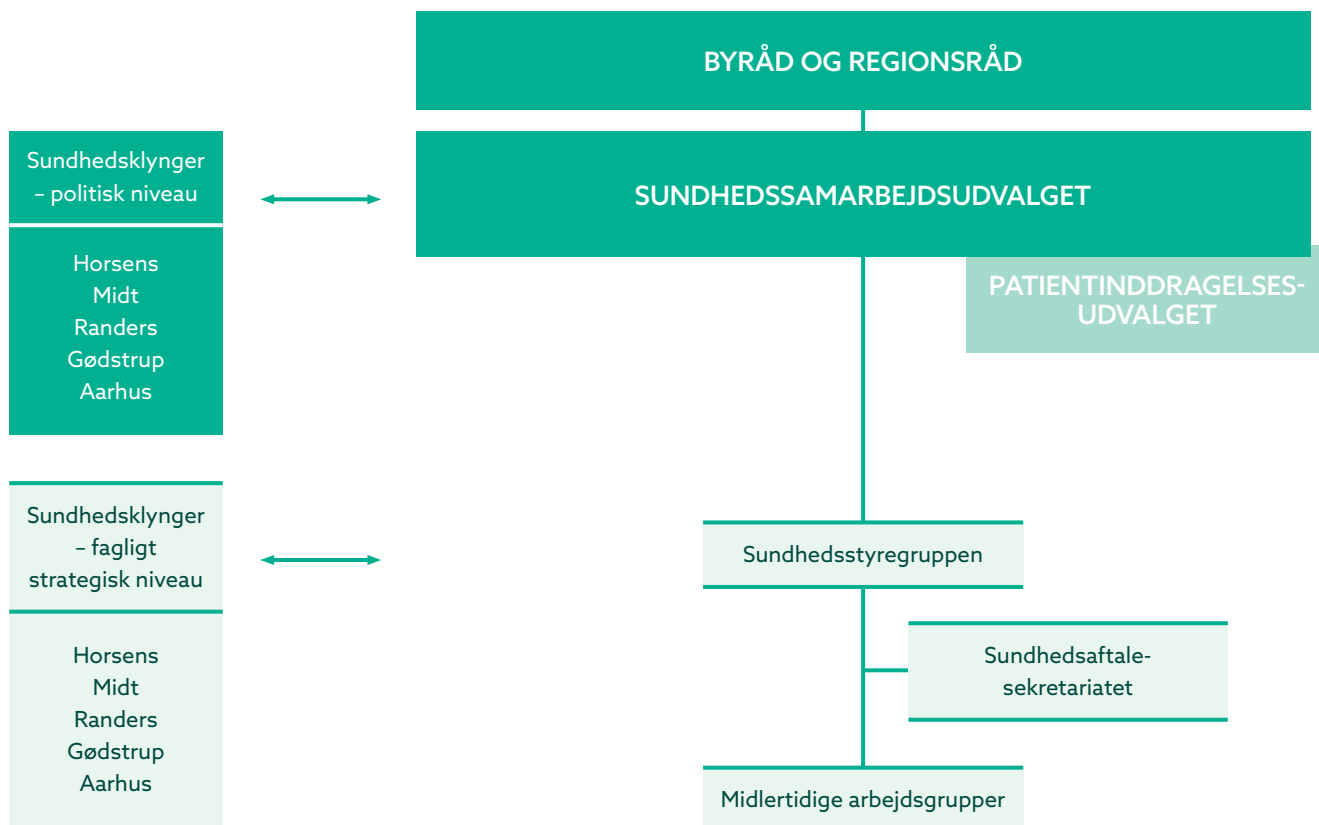 BYRÅD OG REGIONSRÅD
Sundhedsklynger
– politisk niveau
SUNDHEDSSAMARBEJDSUDVALGET
Horsens
Midt
Randers
Gødstrup
Aarhus
PATIENTINDDRAGELSES-
UDVALGET
Sundhedsklynger
– fagligt
strategisk niveau
Sundhedsstyregruppen
Horsens
Midt
Randers
Gødstrup
Aarhus
Sundhedsaftale-
sekretariatet
Midlertidige arbejdsgrupper